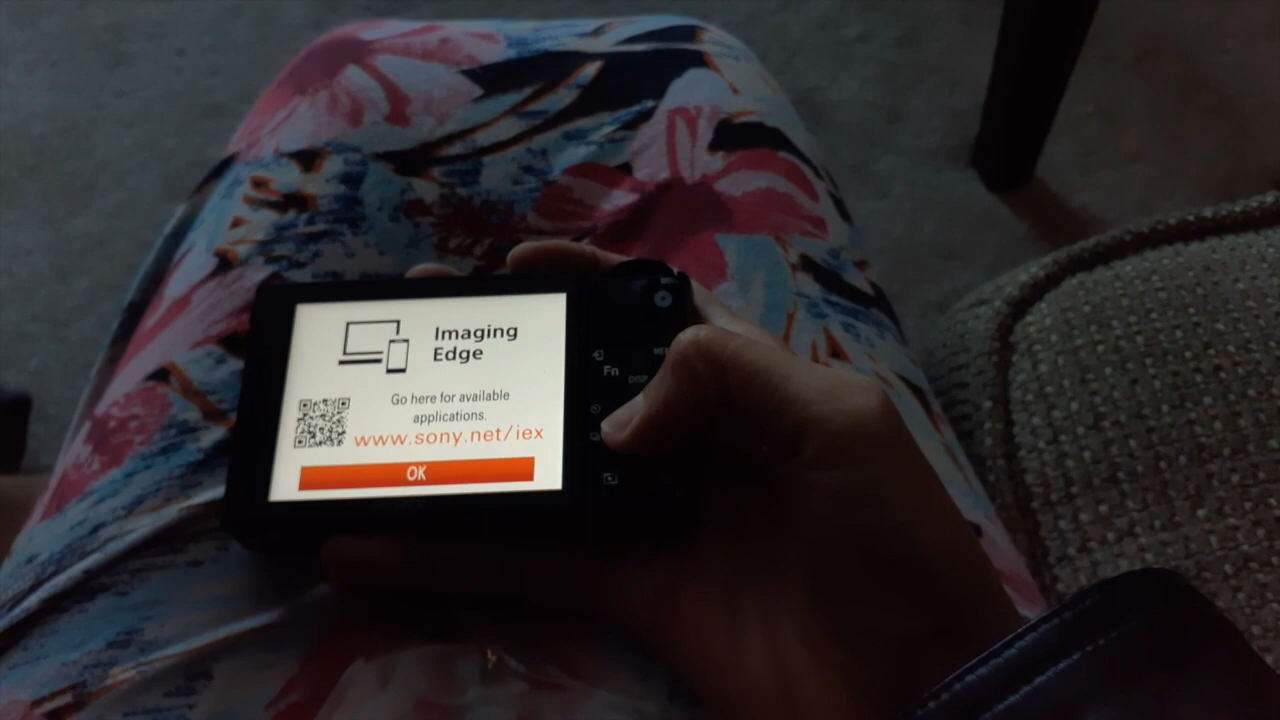 Imaging
Edge
Go here for available
applications.
www.sony.net/iex
OK
Fn